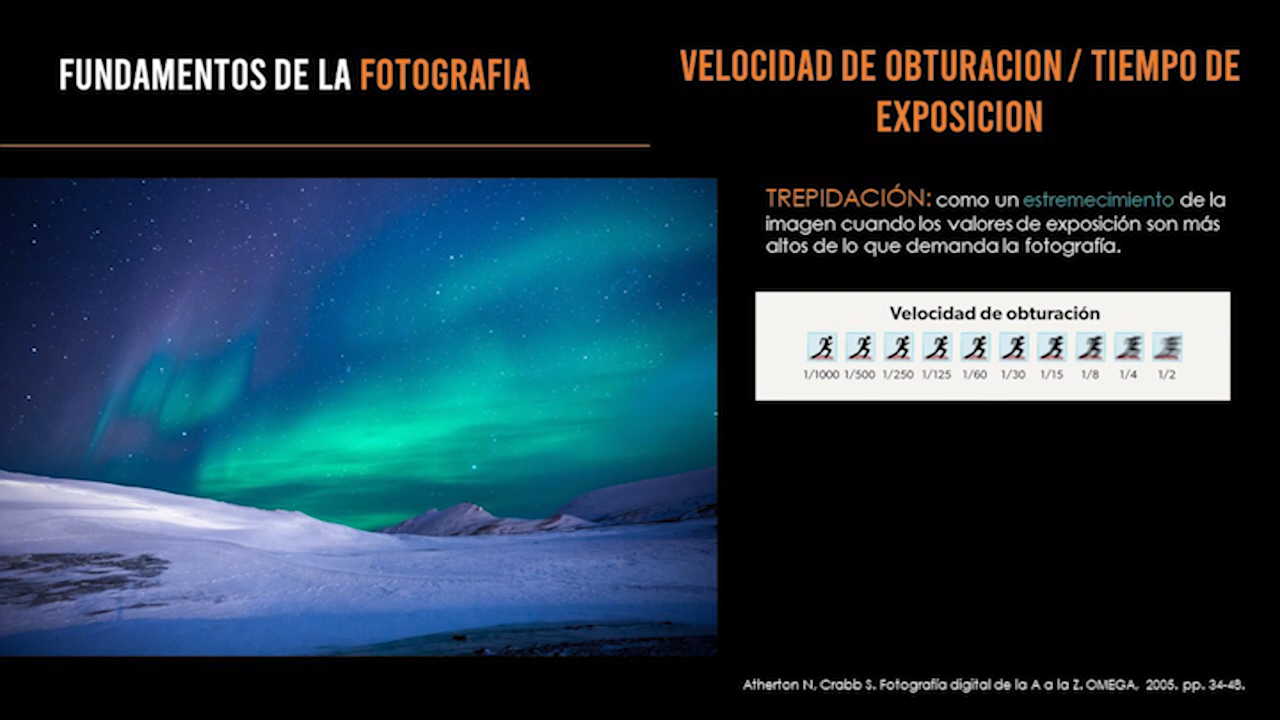 FUNDAMENTOS DE LA FOTOGRAFIA
VELOCIDAD DE OBTURACION / TIEMPO DE
EXPOSICION
TREPIDACIÓN: como un estremecimiento de la
imagen cuando los valores de exposición son más
altos de lo que demanda la fotografía.
Velocidad de obturación
1/1000 1/500 1/250 1/125 1/60 1/30 1/15 1/8 1/4 1/2
Atherton N, Crabb S. Fotografía digital de la A a la Z. OMEGA, 2005. pp. 34-48.